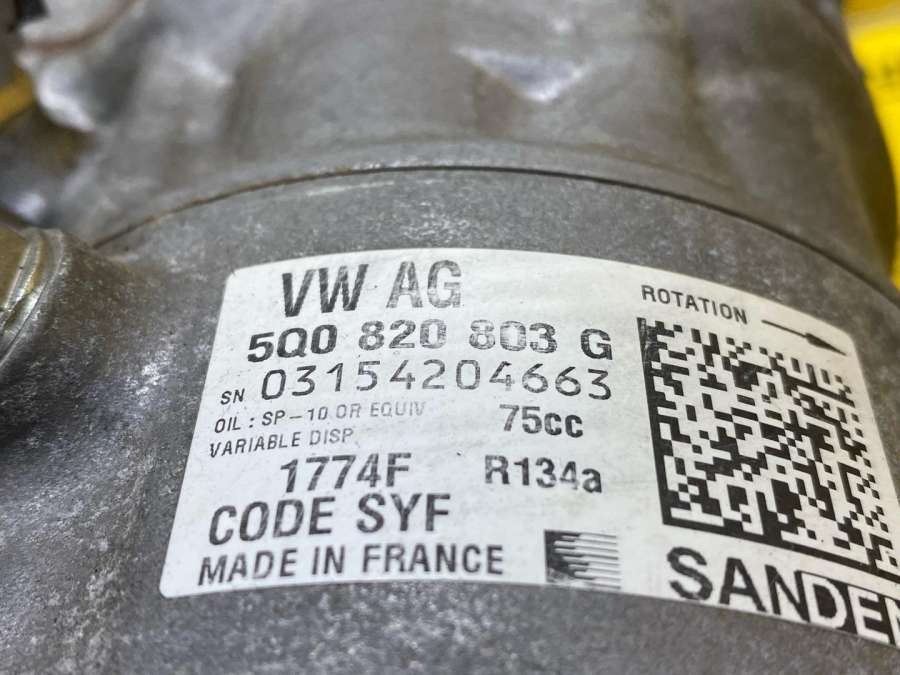 VW AG
5Q0 820 803 G
SN 03154204663
OIL : SP-10 OR EQUIV 75cc
VARIABLE DISP
1774F R134a
CODE SYF
MADE IN FRANCE
ROTATION
SANDEN